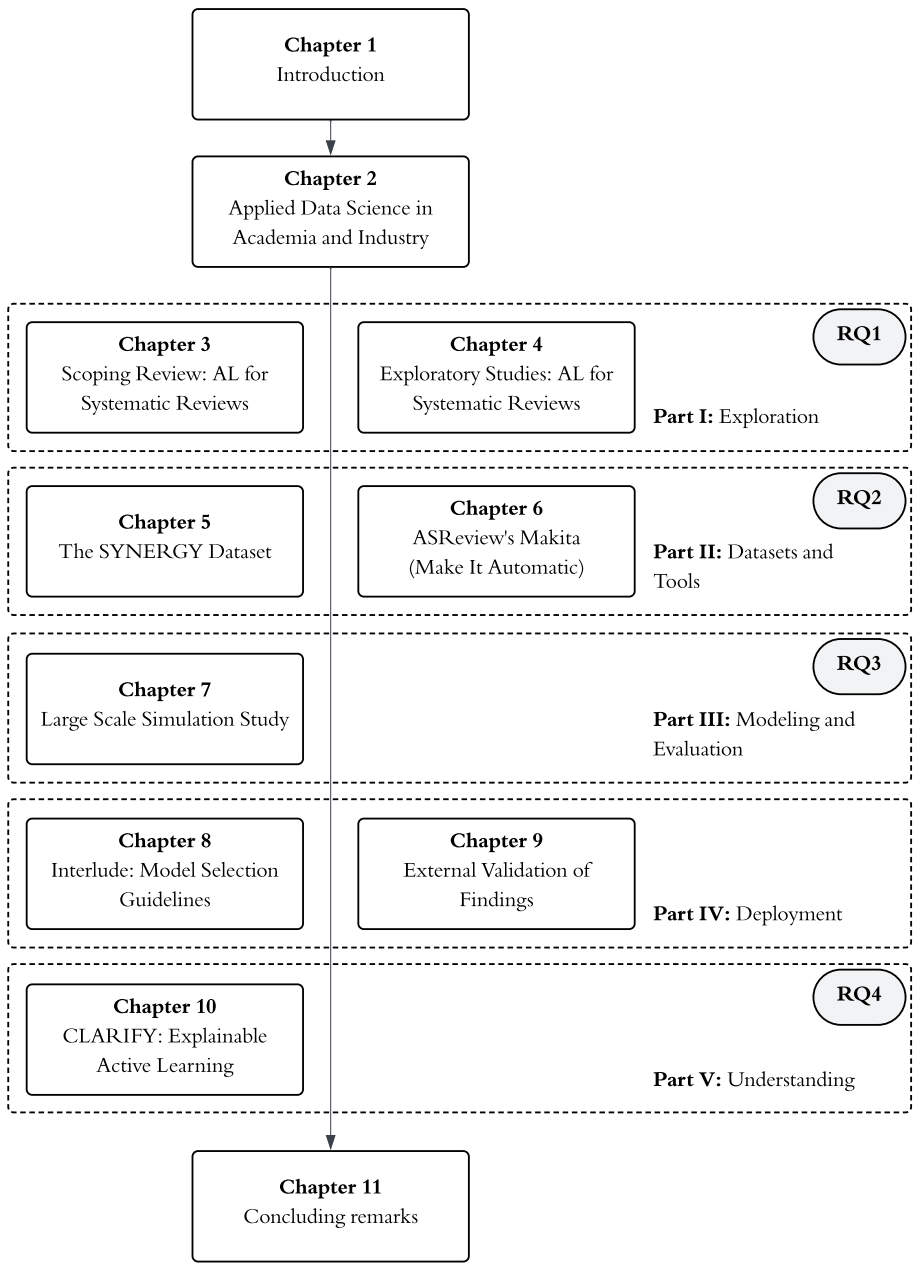 Chapter 1
Introduction
Chapter 2
Applied Data Science in
Academia and Industry
RQ1
Chapter 3
Scoping Review: AL for
Systematic Reviews
Chapter 4
Exploratory Studies: AL for
Systematic Reviews
Part I: Exploration
RQ2
Chapter 5
The SYNERGY Dataset
Chapter 6
ASReview's Makita
(Make It Automatic)
Part II: Datasets and
Tools
RQ3
Chapter 7
Large Scale Simulation Study
Part III: Modeling and
Evaluation
Chapter 8
Interlude: Model Selection
Guidelines
Chapter 9
External Validation of
Findings
Part IV: Deployment
RQ4
Chapter 10
CLARIFY: Explainable
Active Learning
Part V: Understanding
Chapter 11
Concluding remarks